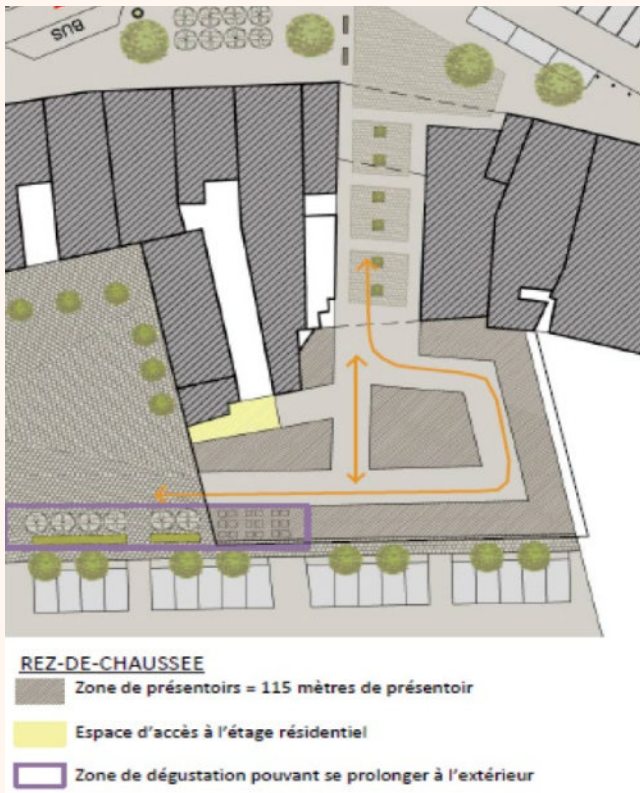 BUS
REZ-DE-CHAUSSEE
Zone de présentoirs = 115 mètres de présentoir
Espace d'accès à l'étage résidentiel
Zone de dégustation pouvant se prolonger à l'extérieur